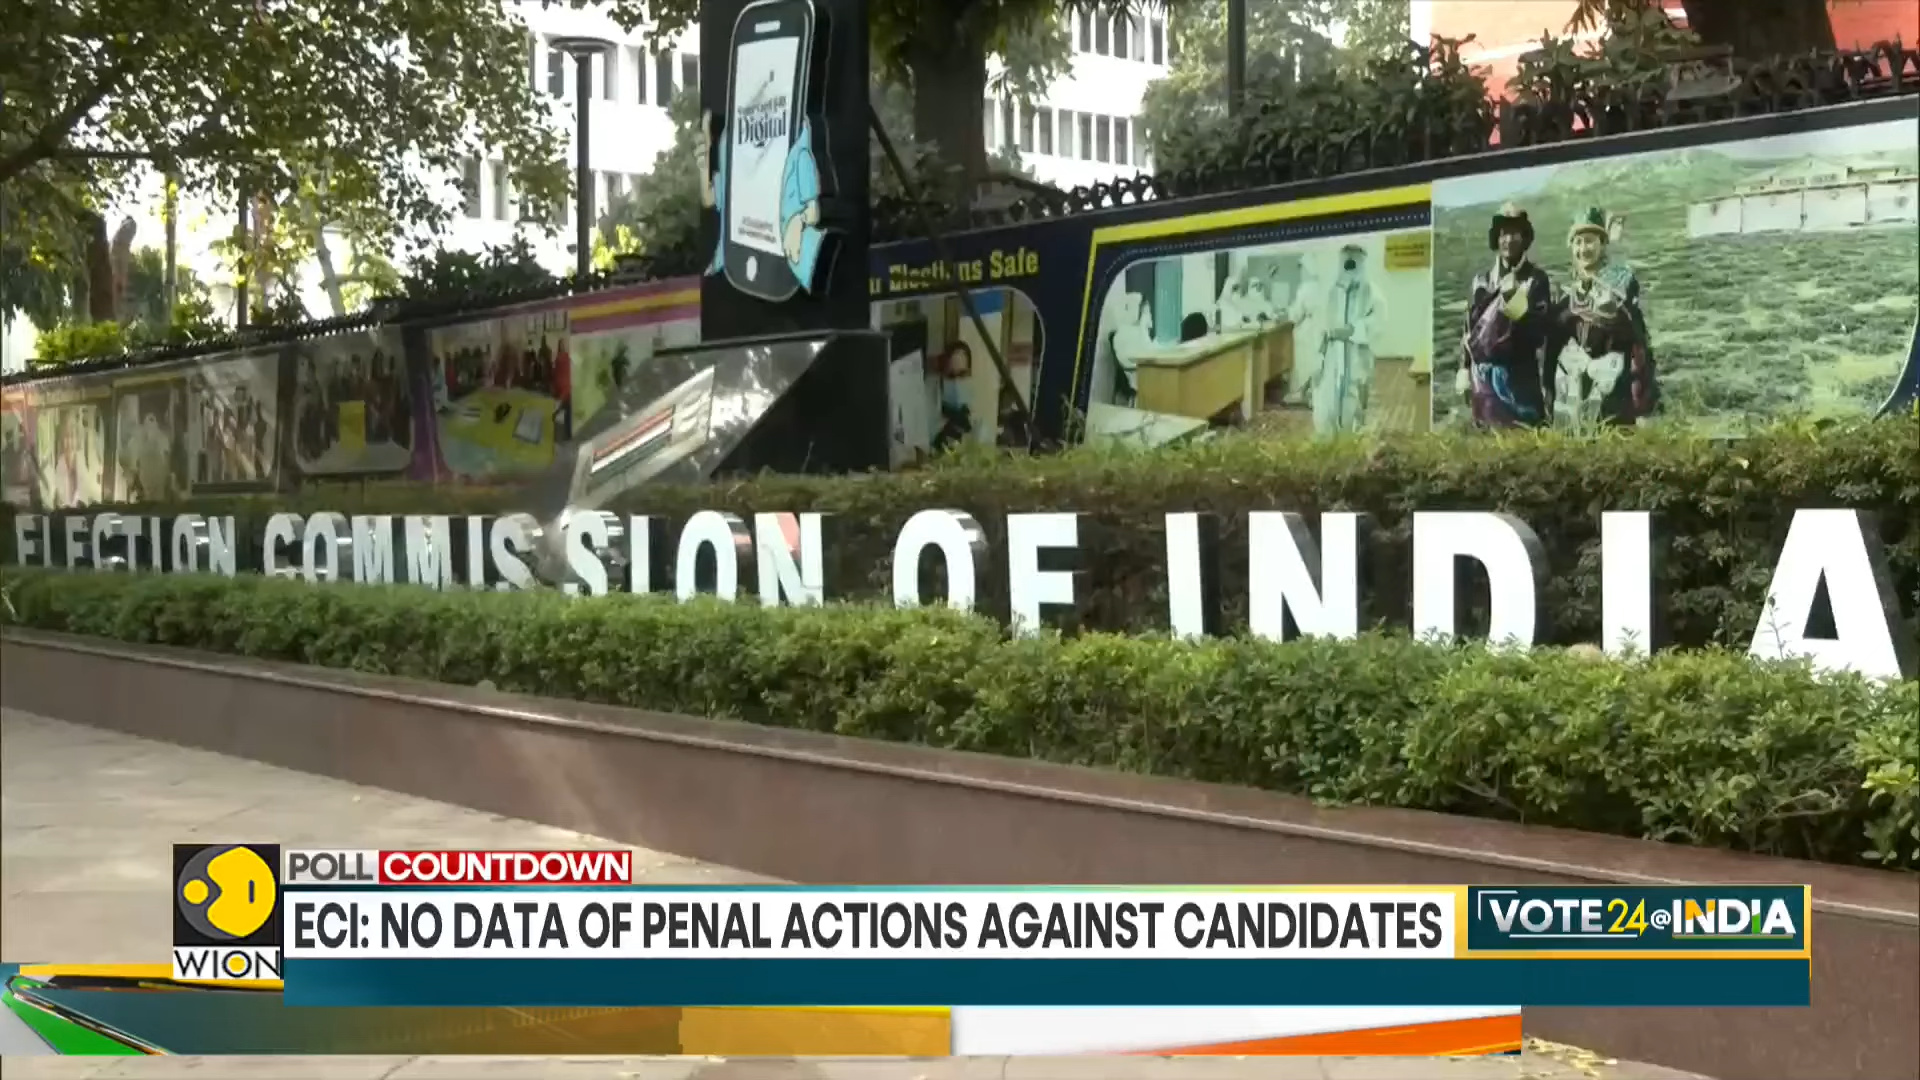 Digital
Elections Safe
ELECTION COMMISSION OF INDIA
POLL COUNTDOWN
ECI: NO DATA OF PENAL ACTIONS AGAINST CANDIDATES
VOTE24@INDIA
WION